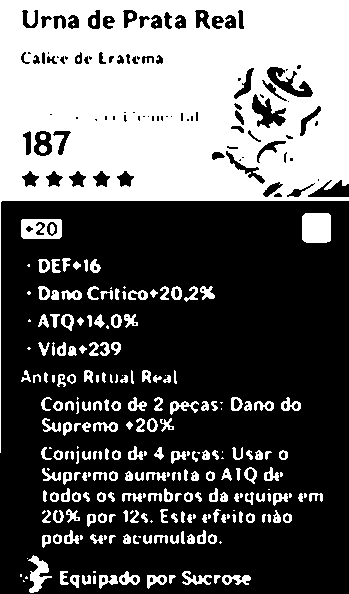 Urna de Prata Real
Cálice de Eratema
187
+20
· DEF+16
· Dano Crítico+20,2%
· ATQ+14,0%
· Vida+239
Antigo Ritual Real
Conjunto de 2 peças: Dano do
Supremo +20%
Conjunto de 4 peças: Usar o
Supremo aumenta o ATQ de
todos os membros da equipe em
20% por 12s. Este efeito não
pode ser acumulado.
Equipado por Sucrose